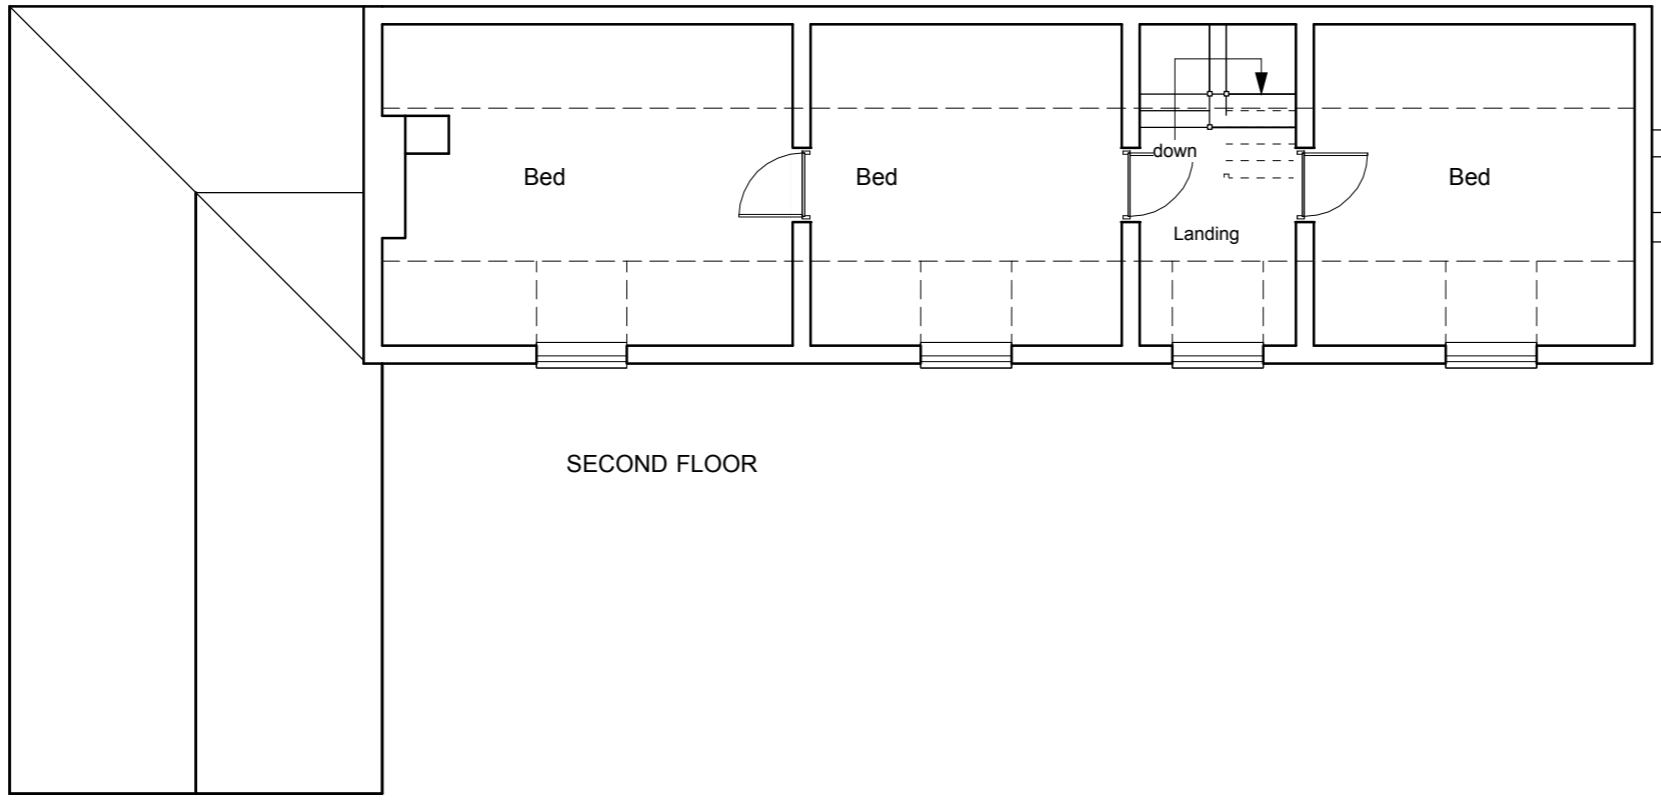 Bed
Bed
down
Bed
Landing
SECOND FLOOR